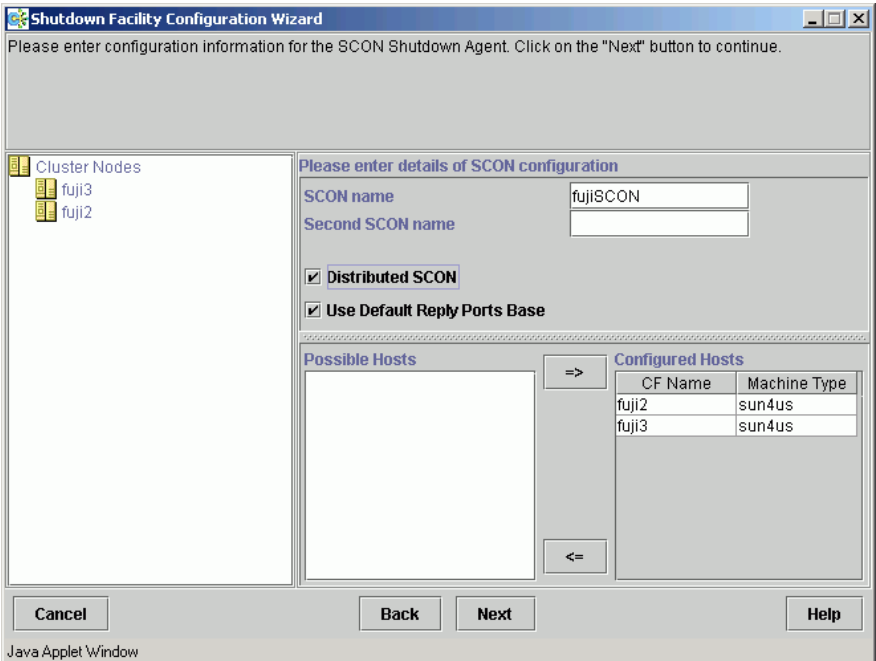 Shutdown Facility Configuration Wizard
Please enter configuration information for the SCON Shutdown Agent. Click on the "Next" button to continue.
Cluster Nodes
fuji3
fuji2
Please enter details of SCON configuration
SCON name fujiSCON
Second SCON name
Distributed SCON
Use Default Reply Ports Base
Possible Hosts
=>
<=
Configured Hosts
CF Name Machine Type
fuji2 sun4us
fuji3 sun4us
Cancel Back Next Help
Java Applet Window